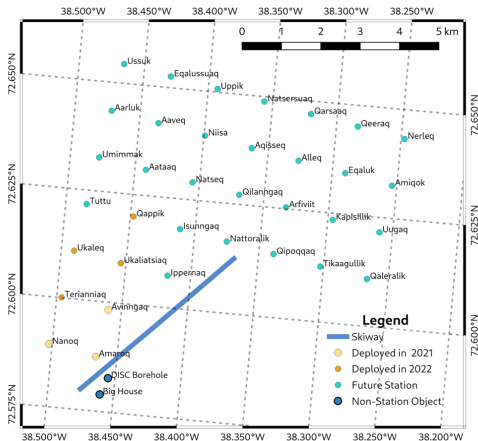 38.500°W 38.450°W 38.400°W 38.350°W 38.300°W 38.250°W
72.650°N
72.625°N
72.600°N
72.575°N
0 1 2 3 4 5 km
Ussuk
Eqalussuaq
Uppik
Natsersuaq
Qarsaaq
Qeeraq
Nerleq
Aarluk
Aaveq
Niisa
Aqisseq
Alleq
Eqaluk
Amiqok
Umimmak
Aataaq
Natseq
Qilanngaq
Arfiviit
Kapisillik
Uugaq
Tuttu
Qappik
Isunngaq
Nattoralik
Qipoqqaq
Tikaagullik
Qaleralik
Ukaleq
Ukaliatsiaq
Ippernaq
Terianniaq
Avinngaq
Nanoq
Amaroq
DISC Borehole
Big House
Legend
Skiway
Deployed in 2021
Deployed in 2022
Future Station
Non-Station Object
72.650°N
72.625°N
72.600°N
38.500°W 38.450°W 38.400°W 38.350°W 38.300°W 38.250°W 38.200°W